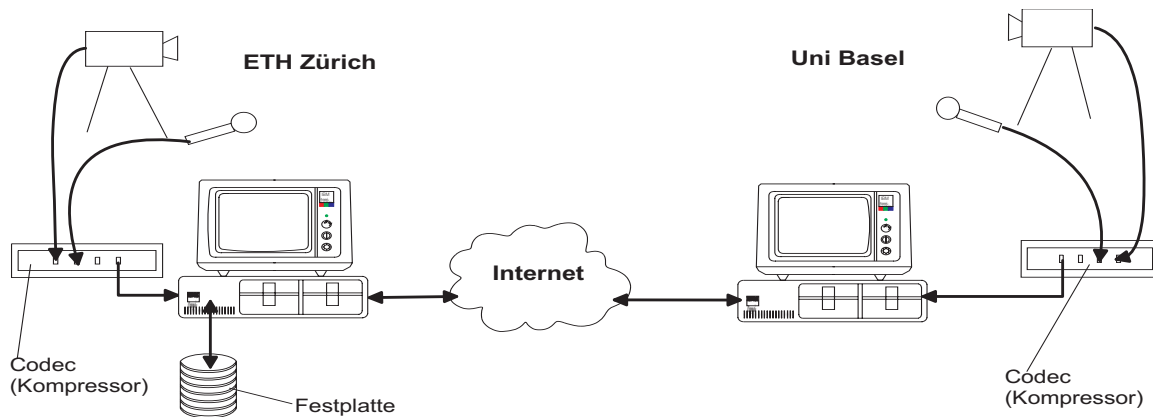 ETH Zürich
Uni Basel
Internet
Codec
(Kompressor)
Festplatte
Codec
(Kompressor)